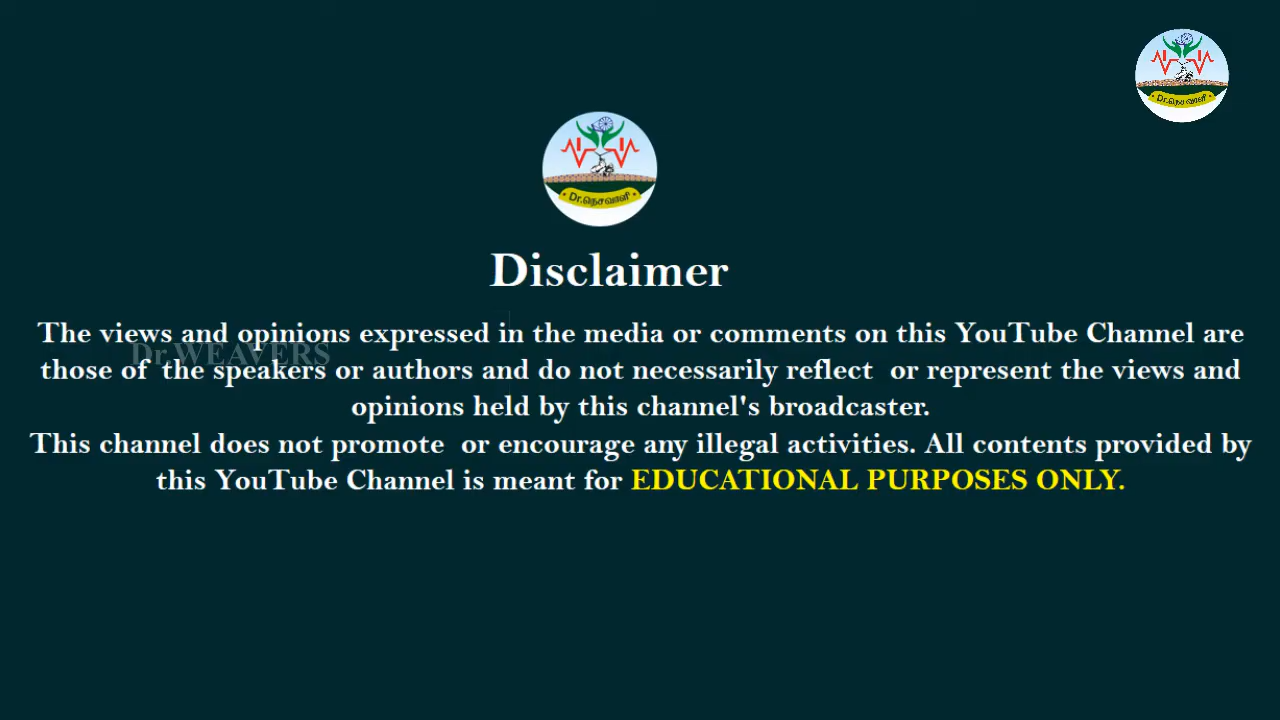 Dr.நெசவாளி
Dr.நெசவாளி
Disclaimer
The views and opinions expressed in the media or comments on this YouTube Channel are
Dr.WEAVERS
those of the speakers or authors and do not necessarily reflect or represent the views and
opinions held by this channel's broadcaster.
This channel does not promote or encourage any illegal activities. All contents provided by
this YouTube Channel is meant for EDUCATIONAL PURPOSES ONLY.